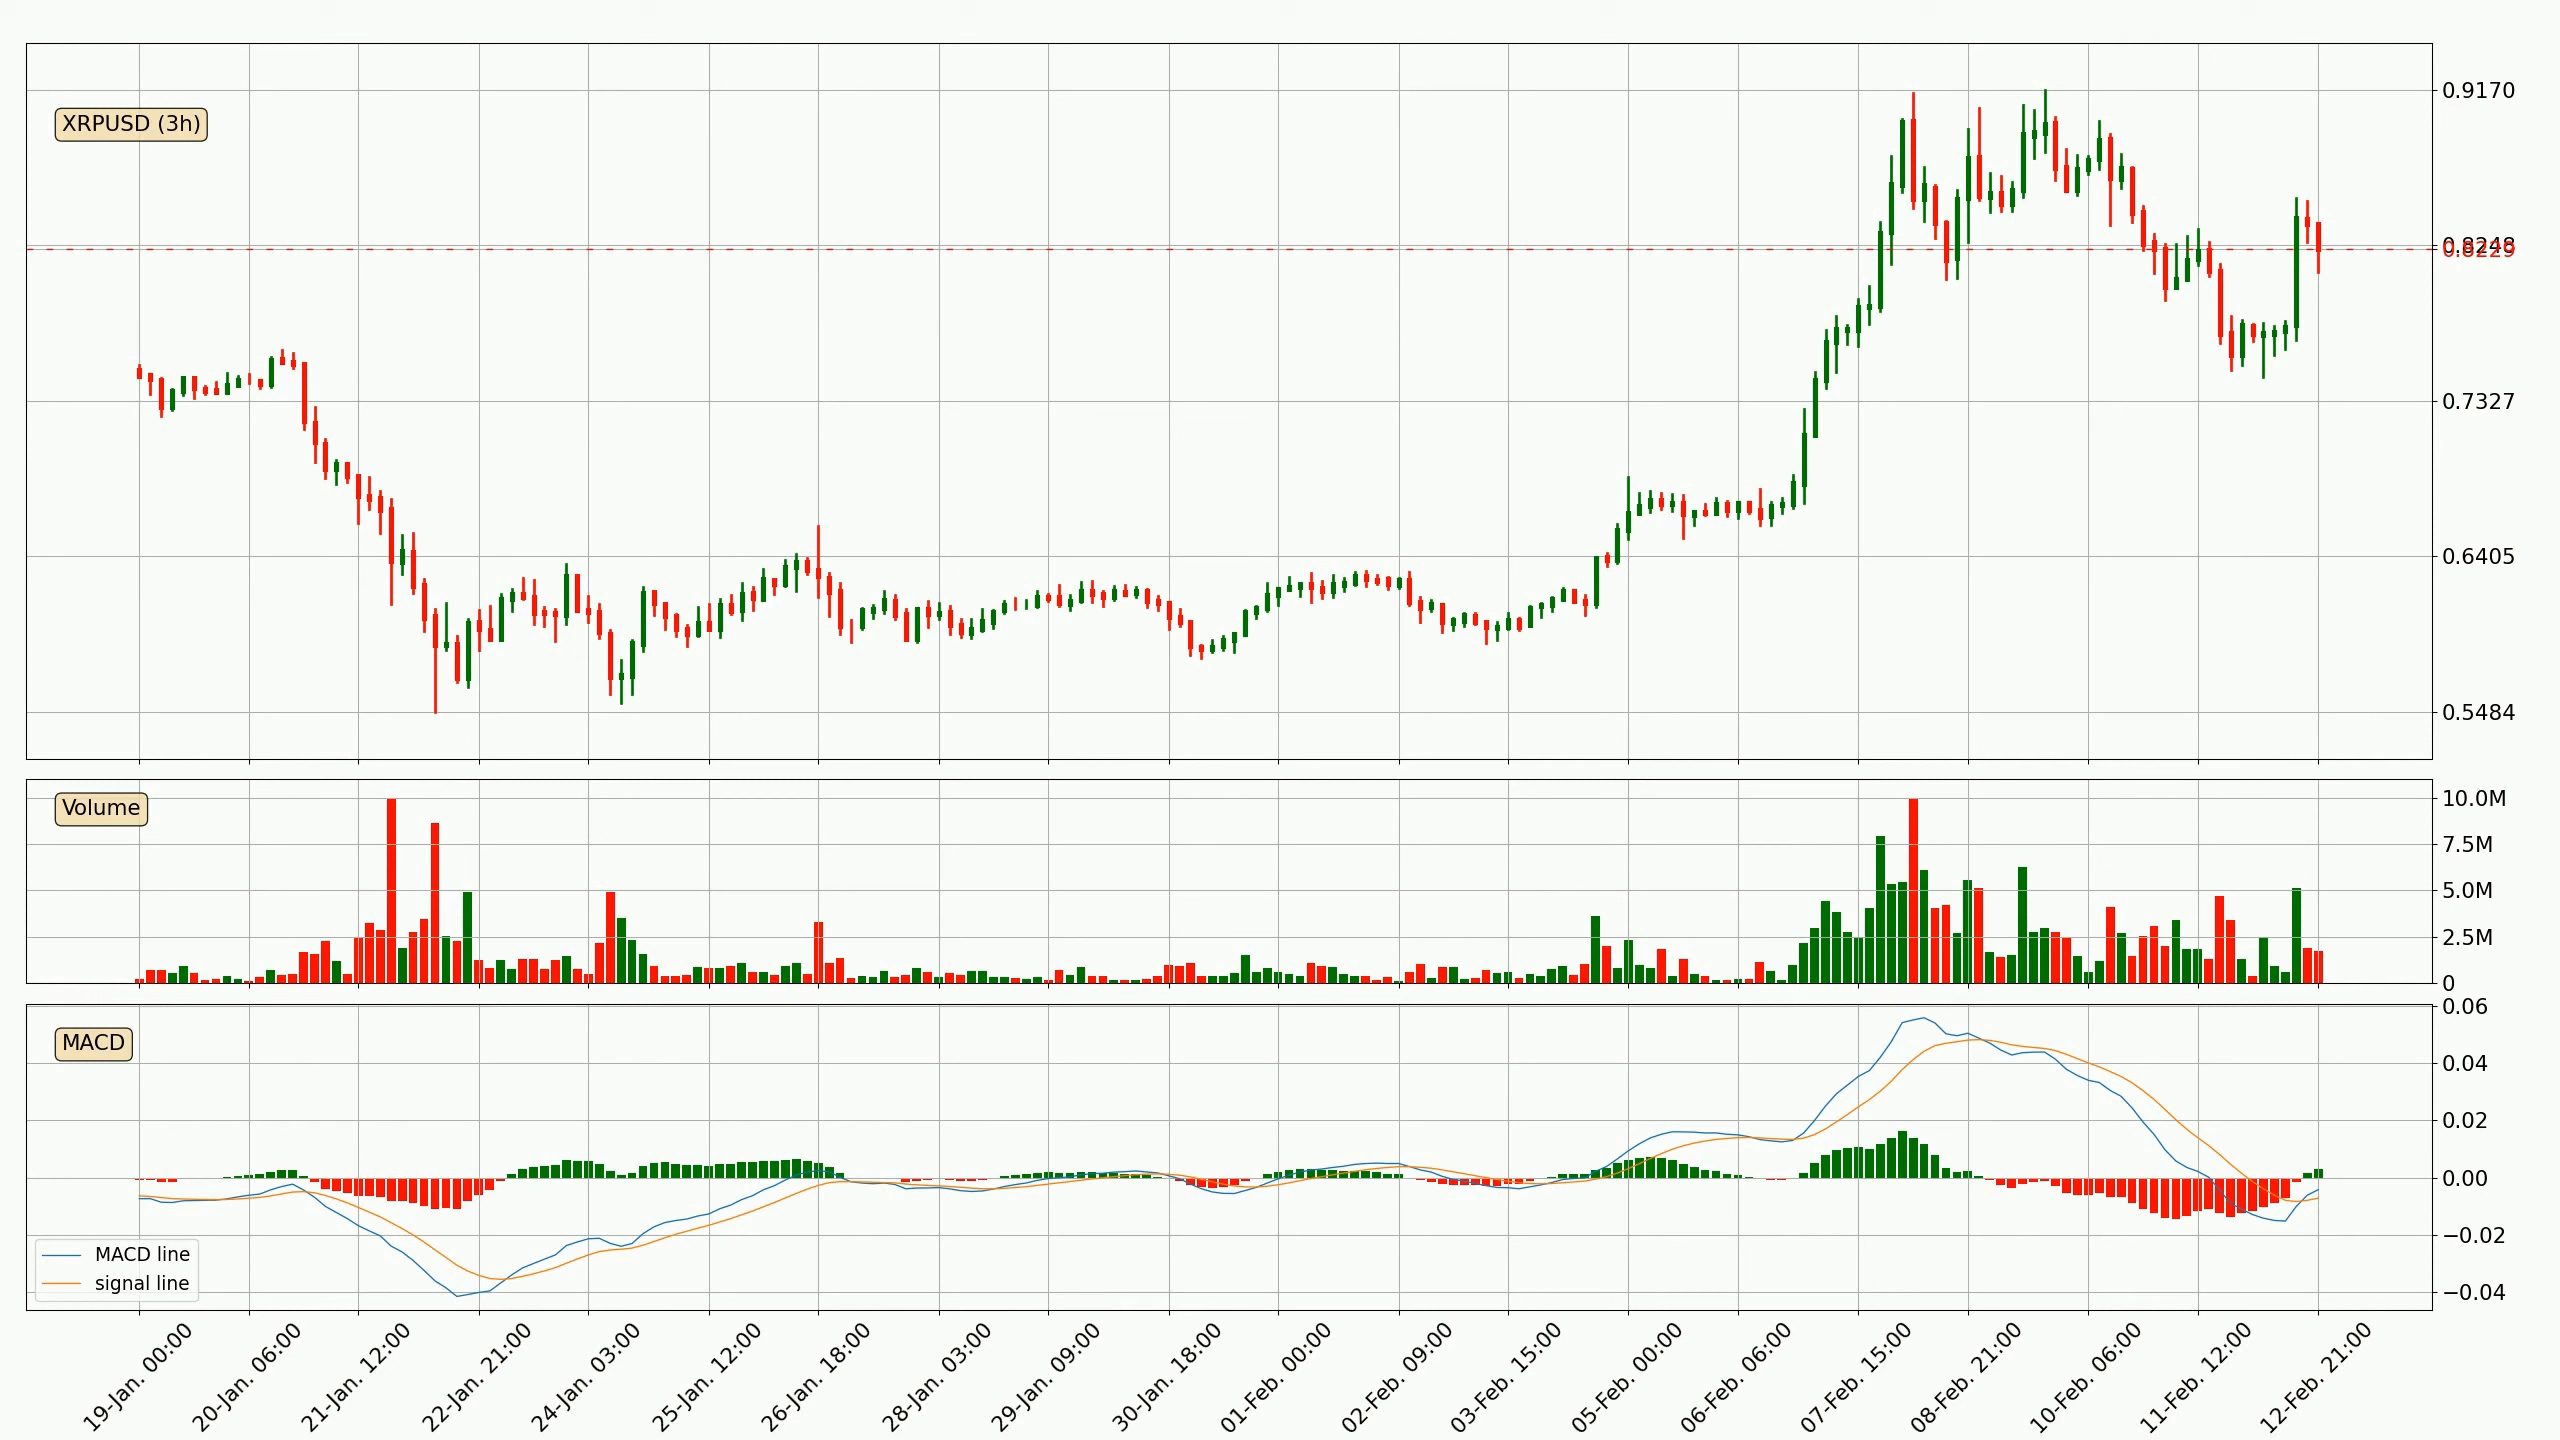 XRPUSD (3h)
0.9170
0.8248
0.8229
0.7327
0.6405
0.5484
Volume
10.0M
7.5M
5.0M
2.5M
0
MACD
0.06
0.04
0.02
0.00
−0.02
−0.04
MACD line
signal line
19-Jan. 00:00
20-Jan. 06:00
21-Jan. 12:00
22-Jan. 21:00
24-Jan. 03:00
25-Jan. 12:00
26-Jan. 18:00
28-Jan. 03:00
29-Jan. 09:00
30-Jan. 18:00
01-Feb. 00:00
02-Feb. 09:00
03-Feb. 15:00
05-Feb. 00:00
06-Feb. 06:00
07-Feb. 15:00
08-Feb. 21:00
10-Feb. 06:00
11-Feb. 12:00
12-Feb. 21:00